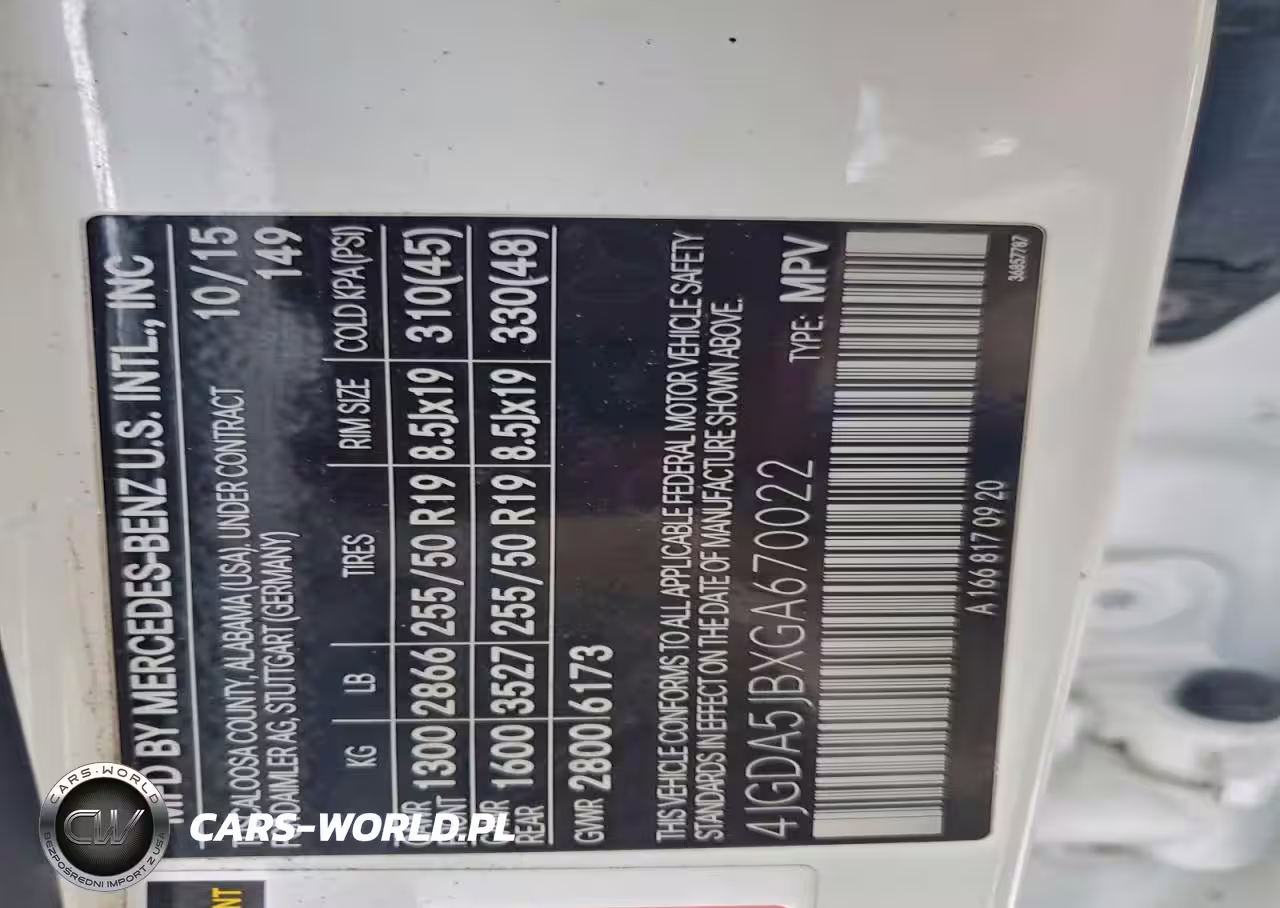 MFD BY MERCEDES-BENZ U.S. INTL., INC
TUSCALOOSA COUNTY, ALABAMA (USA), UNDER CONTRACT 10/15
DAIMLER AG, STUTTGART (GERMANY) 149
KG LB TIRES RIM SIZE COLD KPA(PSI)
FRONT 1300 2866 255/50 R19 8.5Jx19 310(45)
REAR 1600 3527 255/50 R19 8.5Jx19 330(48)
GWR 2800 6173
THIS VEHICLE CONFORMS TO ALL APPLICABLE FEDERAL MOTOR VEHICLE SAFETY
STANDARDS IN EFFECT ON THE DATE OF MANUFACTURE SHOWN ABOVE.
4JGDA5JBXGA670022 TYPE: MPV
A 166 817 09 20
36857787
CARS-WORLD
CW
BEZPOŚREDNI IMPORT Z USA
CARS-WORLD.PL